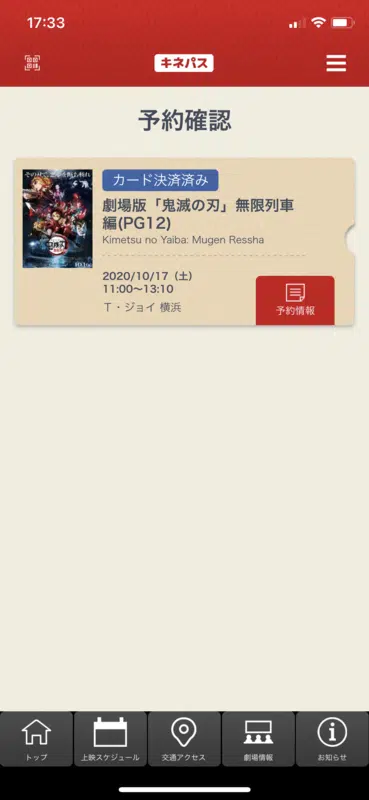 17:33
キネパス
予約確認
カード決済済み
劇場版「鬼滅の刃」無限列車
編(PG12)
Kimetsu no Yaiba: Mugen Ressha
2020/10/17（土）
11:00〜13:10
T・ジョイ 横浜
予約情報
トップ
上映スケジュール
交通アクセス
劇場情報
お知らせ